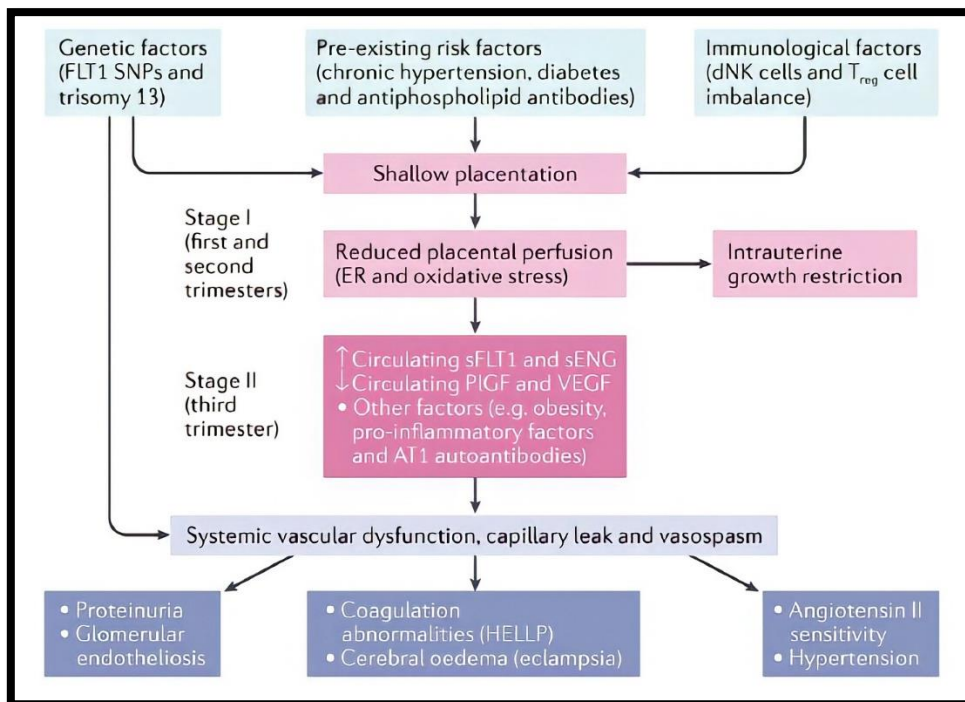 Genetic factors
(FLT1 SNPs and
trisomy 13)
Pre-existing risk factors
(chronic hypertension, diabetes
and antiphospholipid antibodies)
Immunological factors
(dNK cells and Treg cell
imbalance)
Shallow placentation
Stage I
(first and
second
trimesters)
Reduced placental perfusion
(ER and oxidative stress)
Intrauterine
growth restriction
Stage II
(third
trimester)
↑ Circulating sFLT1 and sENG
↓ Circulating PlGF and VEGF
• Other factors (e.g. obesity,
pro-inflammatory factors
and AT1 autoantibodies)
Systemic vascular dysfunction, capillary leak and vasospasm
• Proteinuria
• Glomerular
endotheliosis
• Coagulation
abnormalities (HELLP)
• Cerebral oedema (eclampsia)
• Angiotensin II
sensitivity
• Hypertension